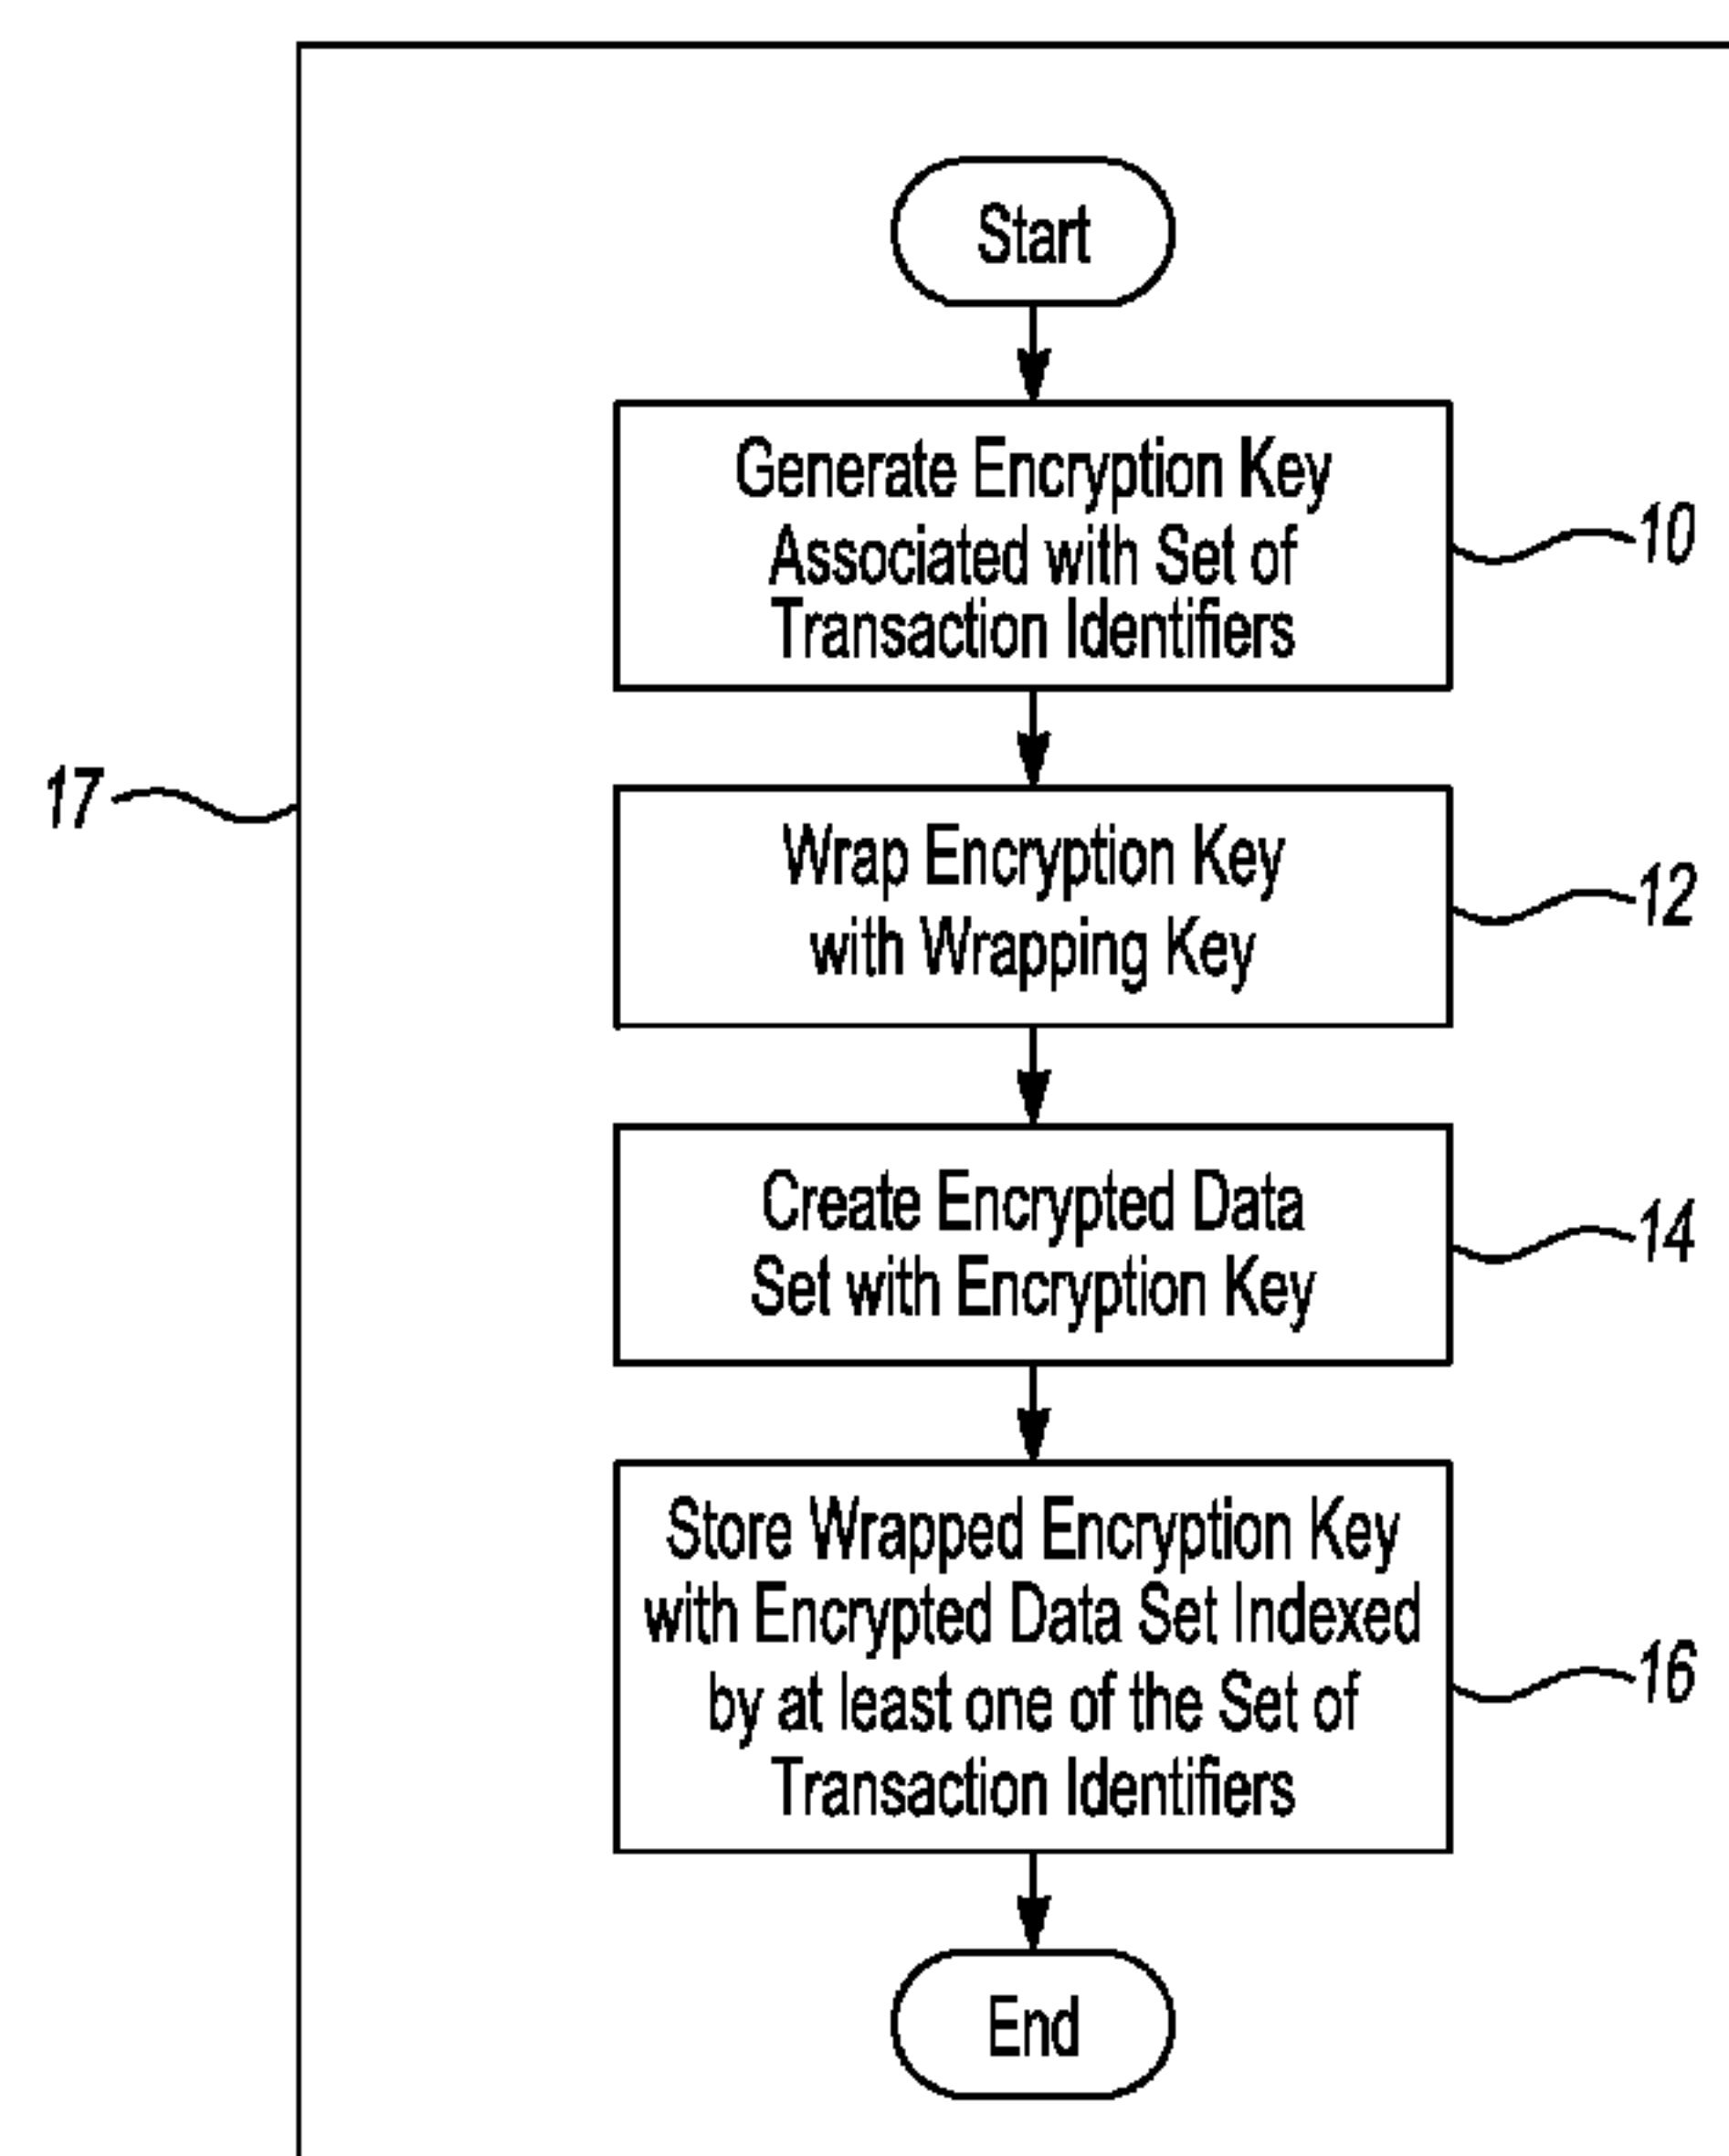 Start
Generate Encryption Key
Associated with Set of
Transaction Identifiers
10
17
Wrap Encryption Key
with Wrapping Key
12
Create Encrypted Data
Set with Encryption Key
14
Store Wrapped Encryption Key
with Encrypted Data Set Indexed
by at least one of the Set of
Transaction Identifiers
16
End